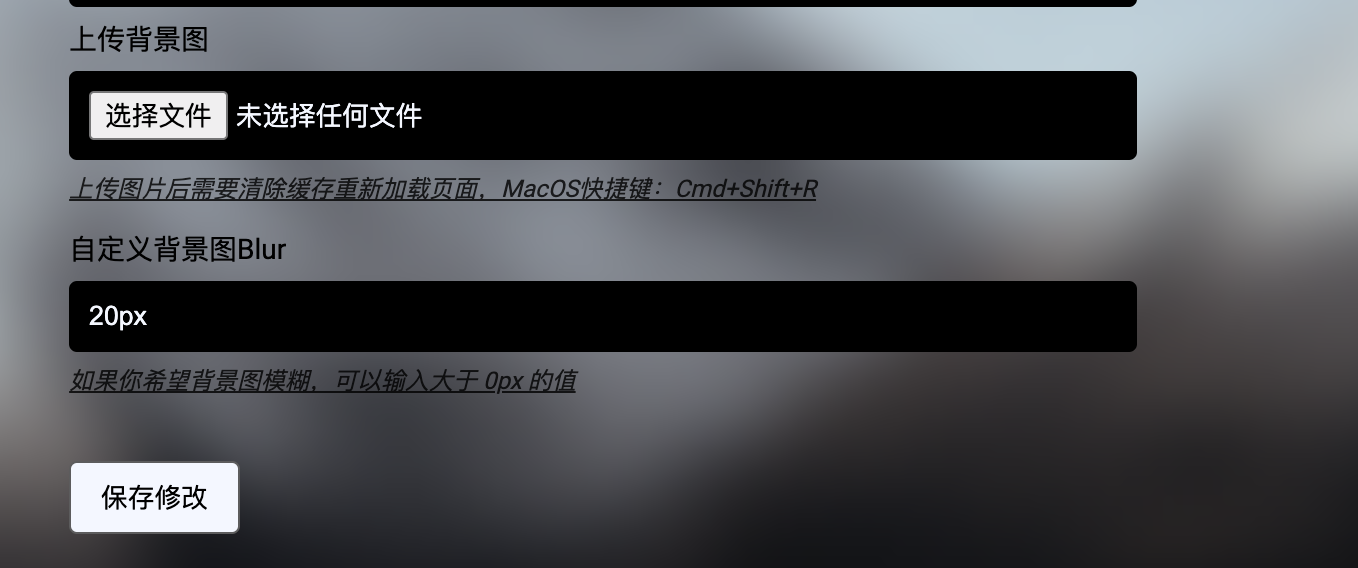 上传背景图
选择文件 未选择任何文件
上传图片后需要清除缓存重新加载页面，MacOS快捷键：Cmd+Shift+R
自定义背景图Blur
20px
如果你希望背景图模糊，可以输入大于 0px 的值
保存修改